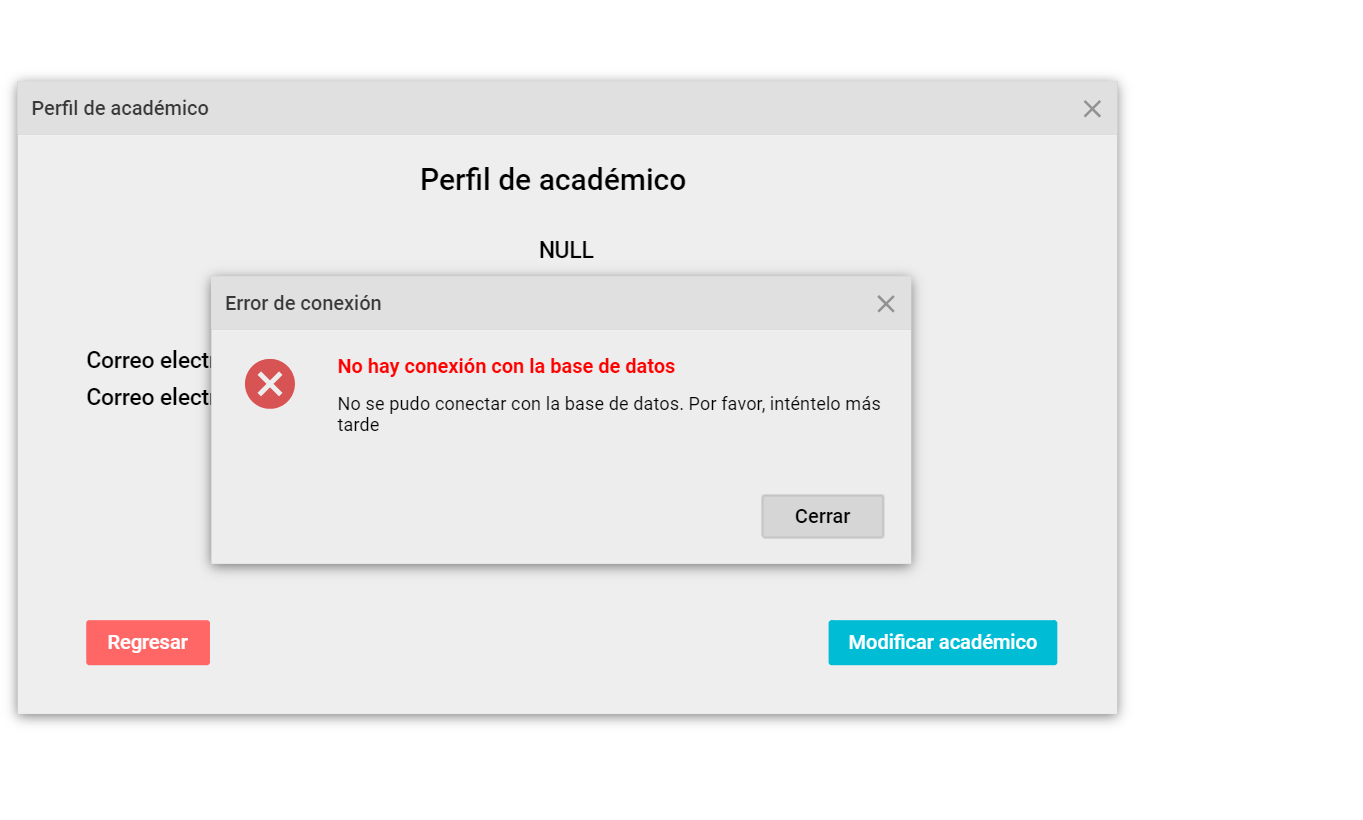 Perfil de académico
Perfil de académico
NULL
Error de conexión
No hay conexión con la base de datos
No se pudo conectar con la base de datos. Por favor, inténtelo más
tarde
Correo
Correo
Cerrar
Regresar
Modificar académico